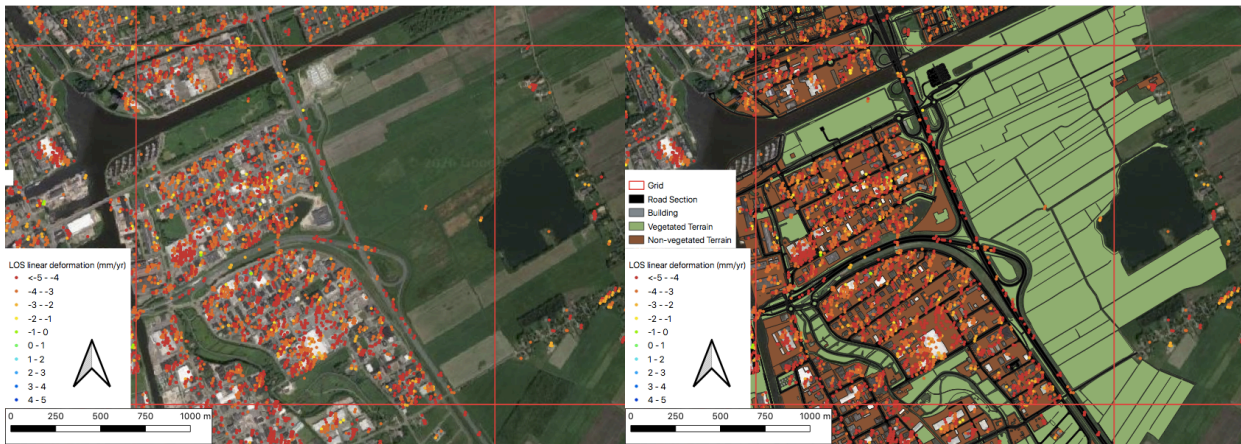 © 2026 Google
LOS linear deformation (mm/yr)
<-5 - -4
-4 - -3
-3 - -2
-2 - -1
-1 - 0
0 - 1
1 - 2
2 - 3
3 - 4
4 - 5
0 250 500 750 1000 m
Grid
Road Section
Building
Vegetated Terrain
Non-vegetated Terrain
LOS linear deformation (mm/yr)
<-5 - -4
-4 - -3
-3 - -2
-2 - -1
-1 - 0
0 - 1
1 - 2
2 - 3
3 - 4
4 - 5
0 250 500 750 1000 m